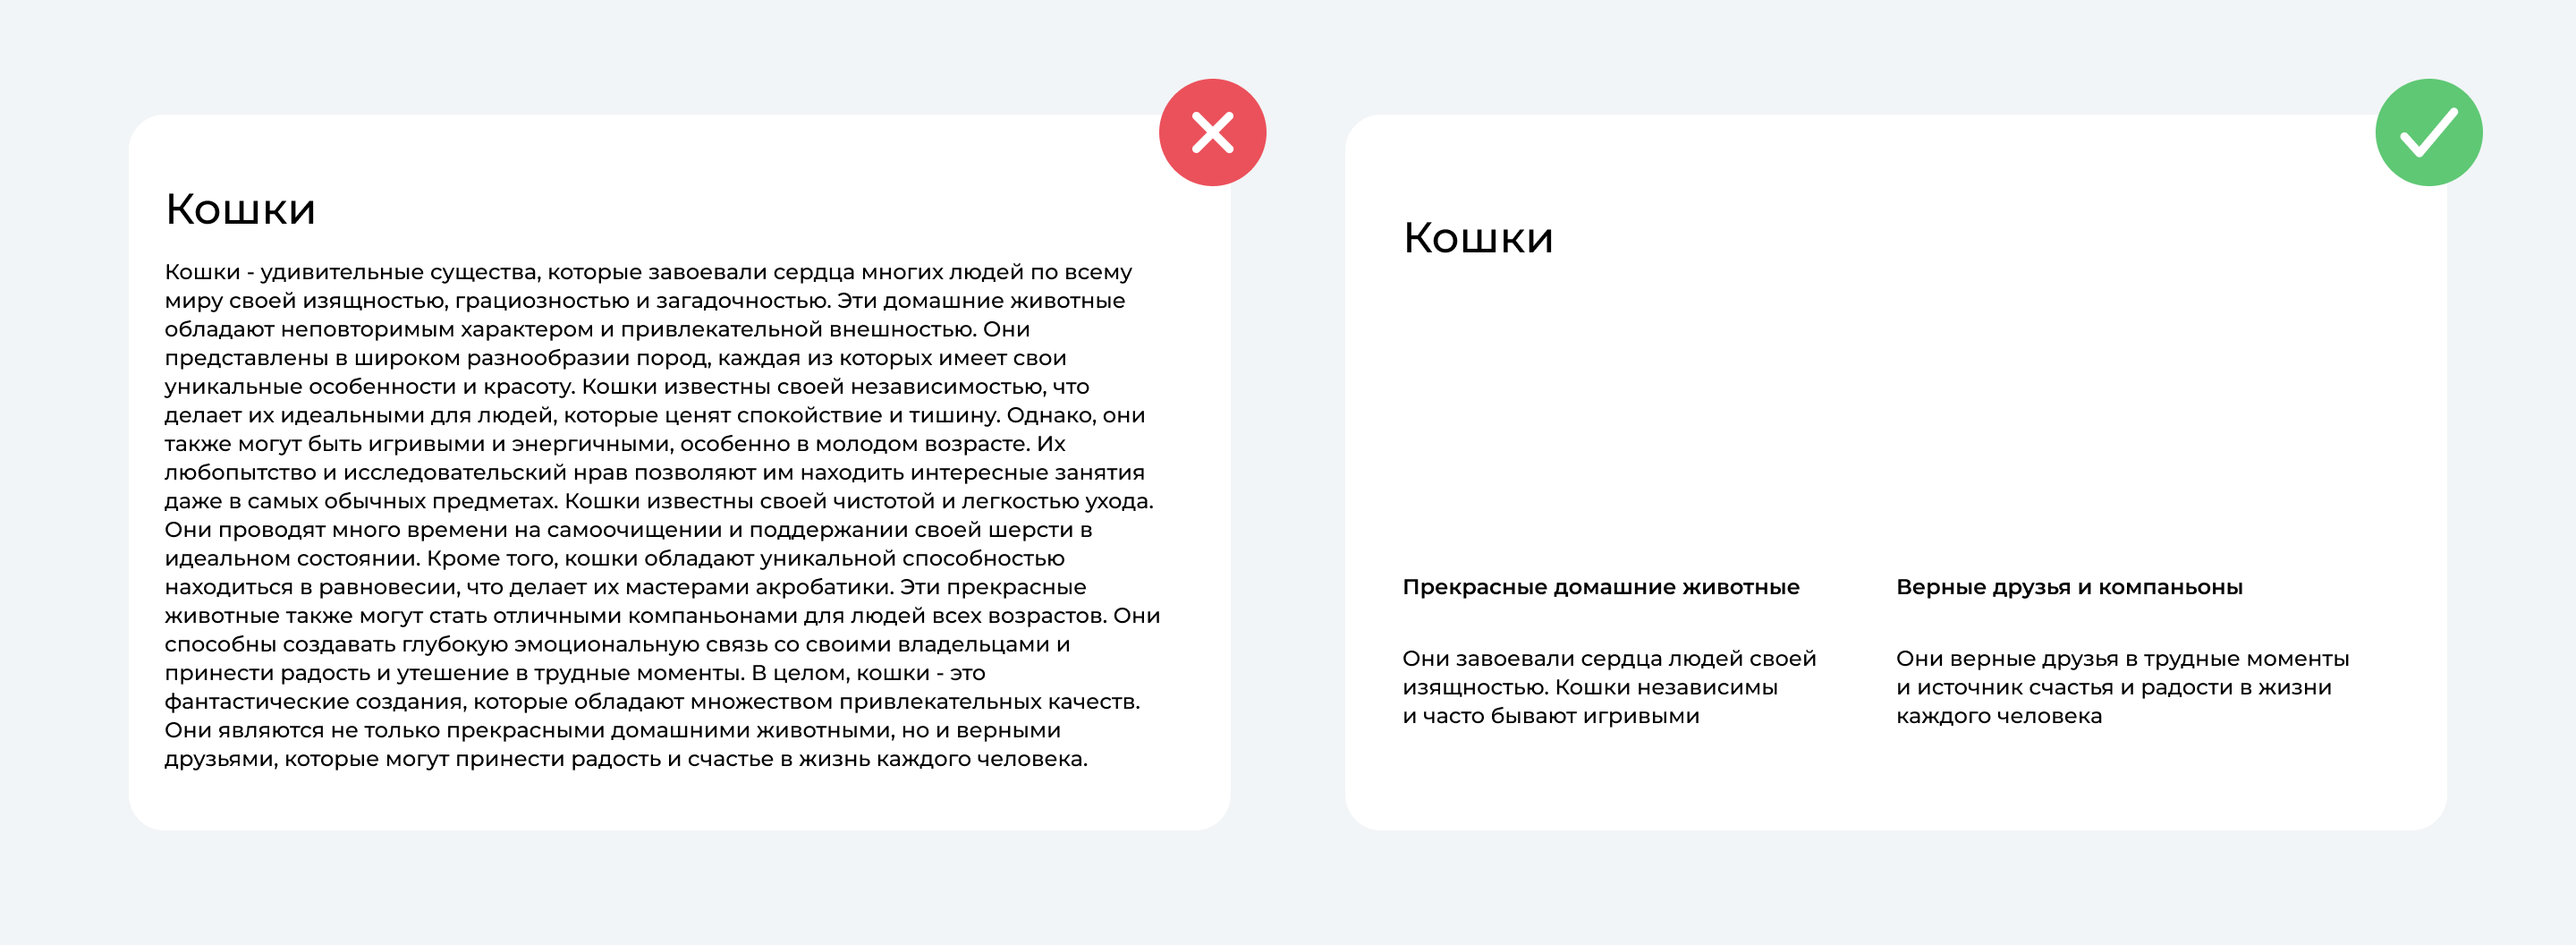 Кошки
Кошки - удивительные существа, которые завоевали сердца многих людей по всему
миру своей изящностью, грациозностью и загадочностью. Эти домашние животные
обладают неповторимым характером и привлекательной внешностью. Они
представлены в широком разнообразии пород, каждая из которых имеет свои
уникальные особенности и красоту. Кошки известны своей независимостью, что
делает их идеальными для людей, которые ценят спокойствие и тишину. Однако, они
также могут быть игривыми и энергичными, особенно в молодом возрасте. Их
любопытство и исследовательский нрав позволяют им находить интересные занятия
даже в самых обычных предметах. Кошки известны своей чистотой и легкостью ухода.
Они проводят много времени на самоочищении и поддержании своей шерсти в
идеальном состоянии. Кроме того, кошки обладают уникальной способностью
находиться в равновесии, что делает их мастерами акробатики. Эти прекрасные
животные также могут стать отличными компаньонами для людей всех возрастов. Они
способны создавать глубокую эмоциональную связь со своими владельцами и
принести радость и утешение в трудные моменты. В целом, кошки - это
фантастические создания, которые обладают множеством привлекательных качеств.
Они являются не только прекрасными домашними животными, но и верными
друзьями, которые могут принести радость и счастье в жизнь каждого человека.
Кошки
Прекрасные домашние животные
Они завоевали сердца людей своей
изящностью. Кошки независимы
и часто бывают игривыми
Верные друзья и компаньоны
Они верные друзья в трудные моменты
и источник счастья и радости в жизни
каждого человека